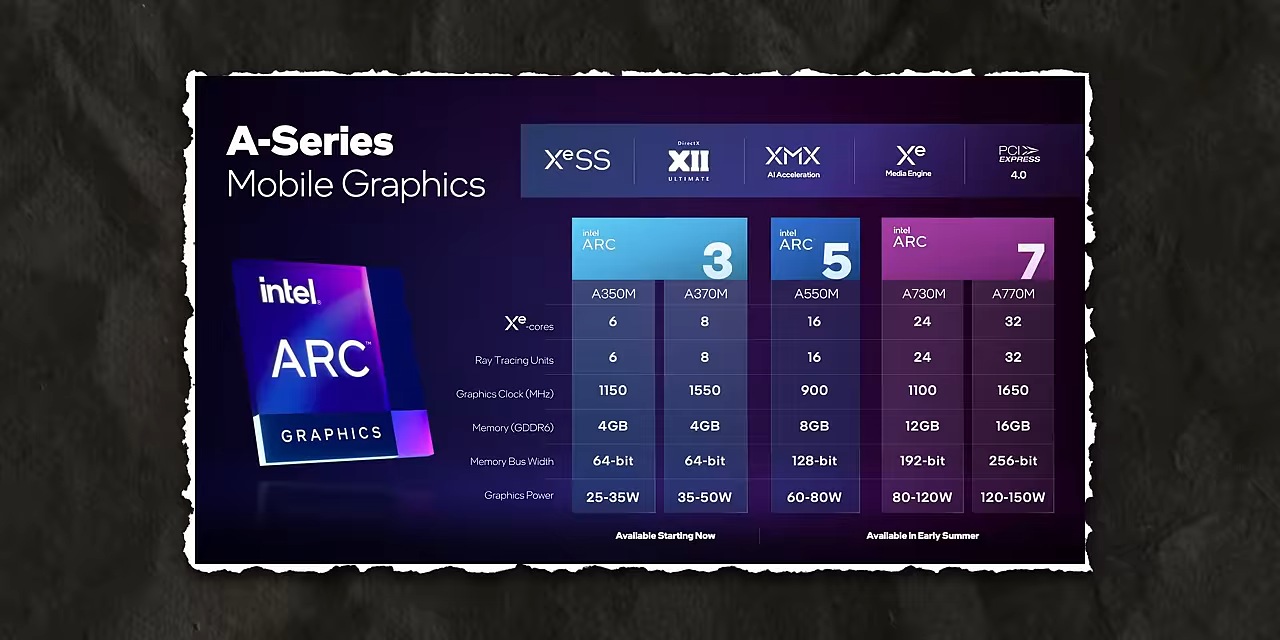 A-Series
Mobile Graphics
XeSS
DirectX
XII
ULTIMATE
XMX
AI Acceleration
Xe
Media Engine
PCI
EXPRESS
4.0
intel.
ARC™
GRAPHICS
intel
ARC
3
intel
ARC
5
intel
ARC
7
A350M A370M A550M A730M A770M
Xe-cores 6 8 16 24 32
Ray Tracing Units 6 8 16 24 32
Graphics Clock (MHz) 1150 1550 900 1100 1650
Memory (GDDR6) 4GB 4GB 8GB 12GB 16GB
Memory Bus Width 64-bit 64-bit 128-bit 192-bit 256-bit
Graphics Power 25-35W 35-50W 60-80W 80-120W 120-150W
Available Starting Now
Available In Early Summer